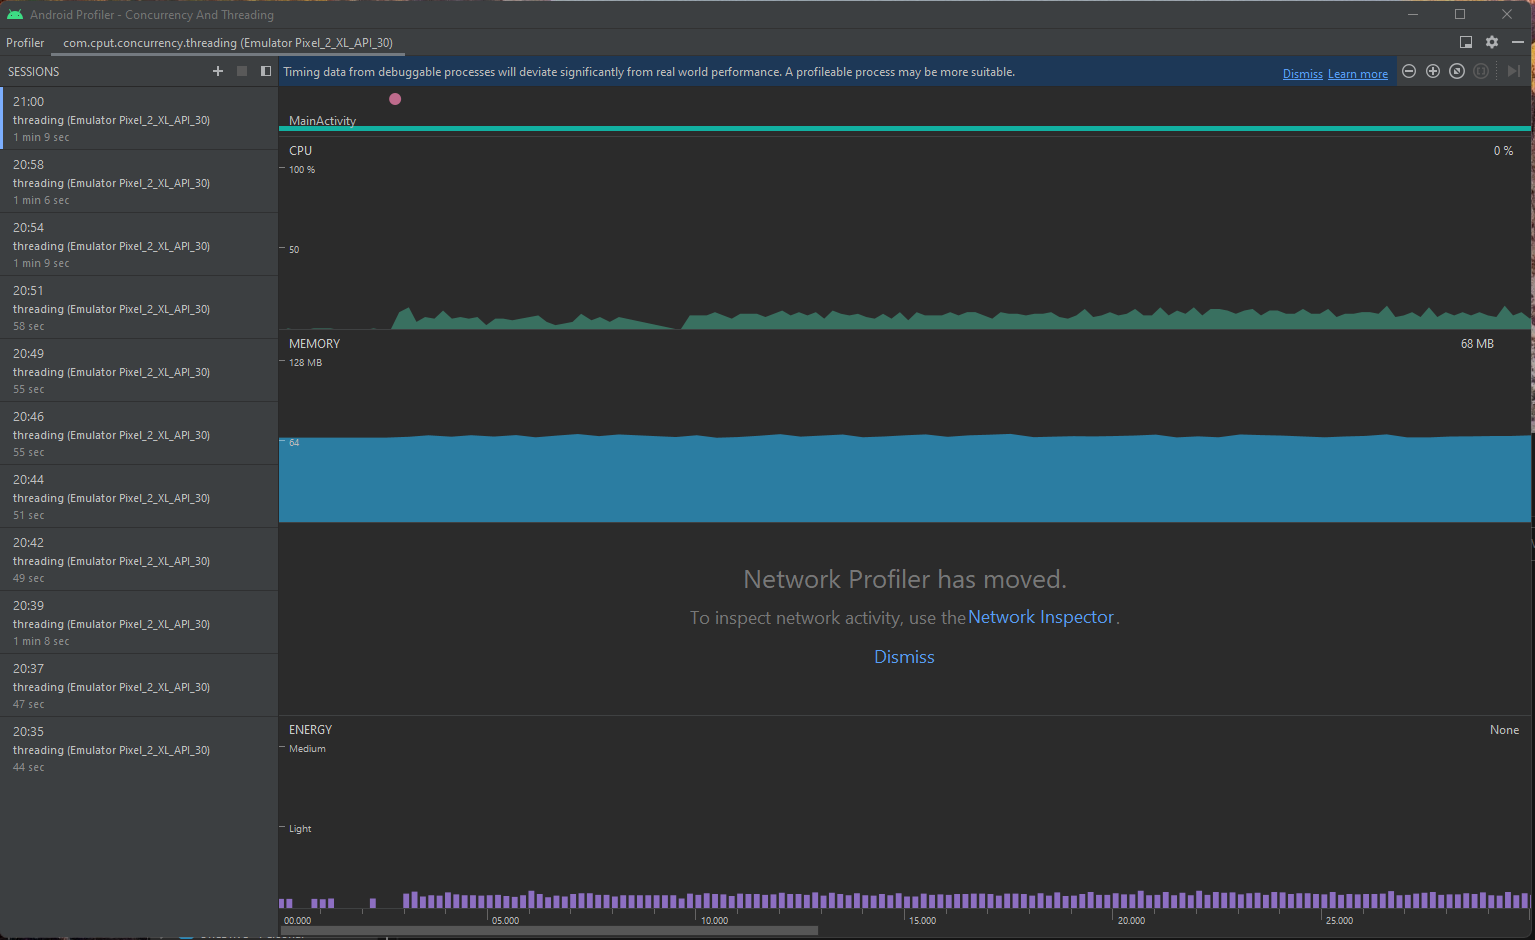 Android Profiler - Concurrency And Threading
Profiler com.cput.concurrency.threading (Emulator Pixel_2_XL_API_30)
SESSIONS
21:00
threading (Emulator Pixel_2_XL_API_30)
1 min 9 sec
20:58
threading (Emulator Pixel_2_XL_API_30)
1 min 6 sec
20:54
threading (Emulator Pixel_2_XL_API_30)
1 min 9 sec
20:51
threading (Emulator Pixel_2_XL_API_30)
58 sec
20:49
threading (Emulator Pixel_2_XL_API_30)
55 sec
20:46
threading (Emulator Pixel_2_XL_API_30)
55 sec
20:44
threading (Emulator Pixel_2_XL_API_30)
51 sec
20:42
threading (Emulator Pixel_2_XL_API_30)
49 sec
20:39
threading (Emulator Pixel_2_XL_API_30)
1 min 8 sec
20:37
threading (Emulator Pixel_2_XL_API_30)
47 sec
20:35
threading (Emulator Pixel_2_XL_API_30)
44 sec
Timing data from debuggable processes will deviate significantly from real world performance. A profileable process may be more suitable. Dismiss Learn more
MainActivity
CPU 0 %
100 %
50
MEMORY 68 MB
128 MB
64
Network Profiler has moved.
To inspect network activity, use the Network Inspector.
Dismiss
ENERGY None
Medium
Light
00.000 05.000 10.000 15.000 20.000 25.000